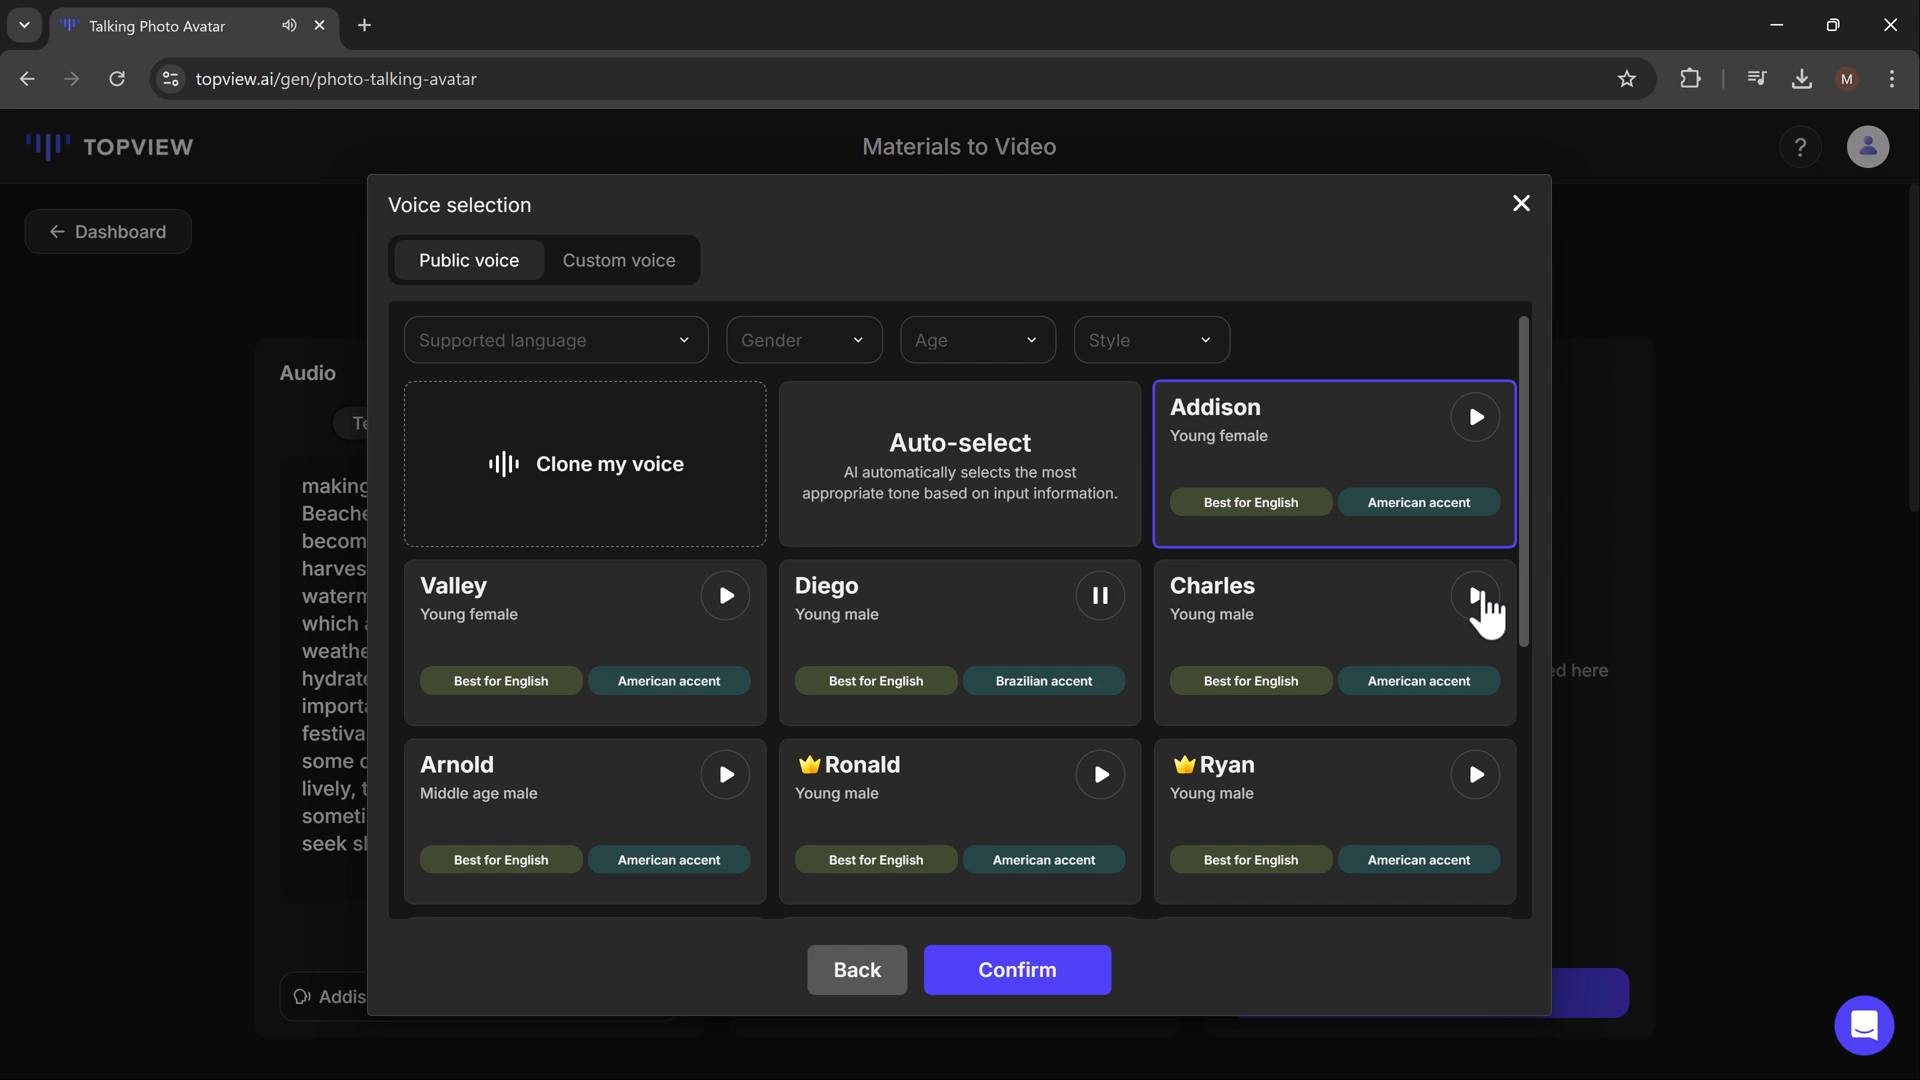 Talking Photo Avatar
topview.ai/gen/photo-talking-avatar
M
TOPVIEW
Materials to Video
?
Dashboard
Voice selection
Public voice
Custom voice
Supported language
Gender
Age
Style
Audio
Clone my voice
Auto-select
AI automatically selects the most
appropriate tone based on input information.
Addison
Young female
Best for English
American accent
Valley
Young female
Best for English
American accent
Diego
Young male
Best for English
Brazilian accent
Charles
Young male
Best for English
American accent
Arnold
Middle age male
Best for English
American accent
Ronald
Young male
Best for English
American accent
Ryan
Young male
Best for English
American accent
making
Beache
becom
harves
waterm
which a
weathe
hydrate
importa
festiva
some o
lively, t
someti
seek sh
ed here
Addis
Back
Confirm